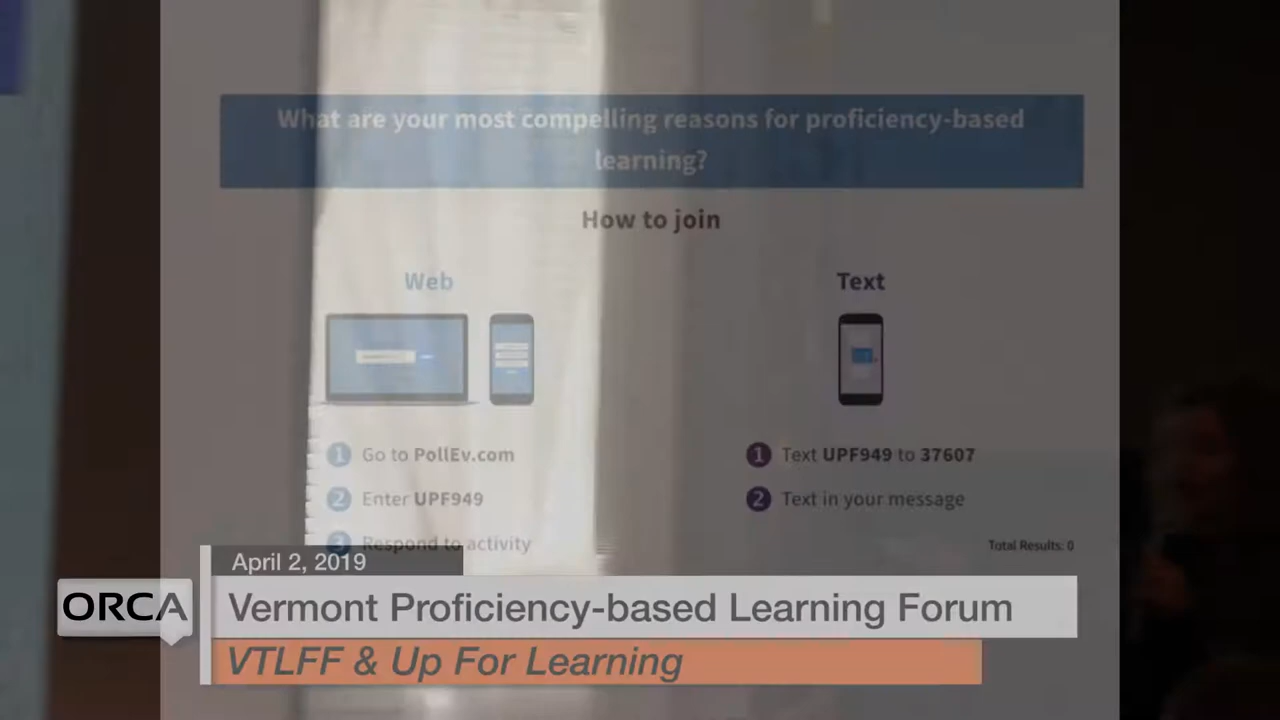 What are your most compelling reasons for proficiency-based
learning?
How to join
Web
Text
1 Go to PollEv.com
2 Enter UPF949
3 Respond to activity
1 Text UPF949 to 37607
2 Text in your message
Total Results: 0
April 2, 2019
ORCA
Vermont Proficiency-based Learning Forum
VTLFF & Up For Learning